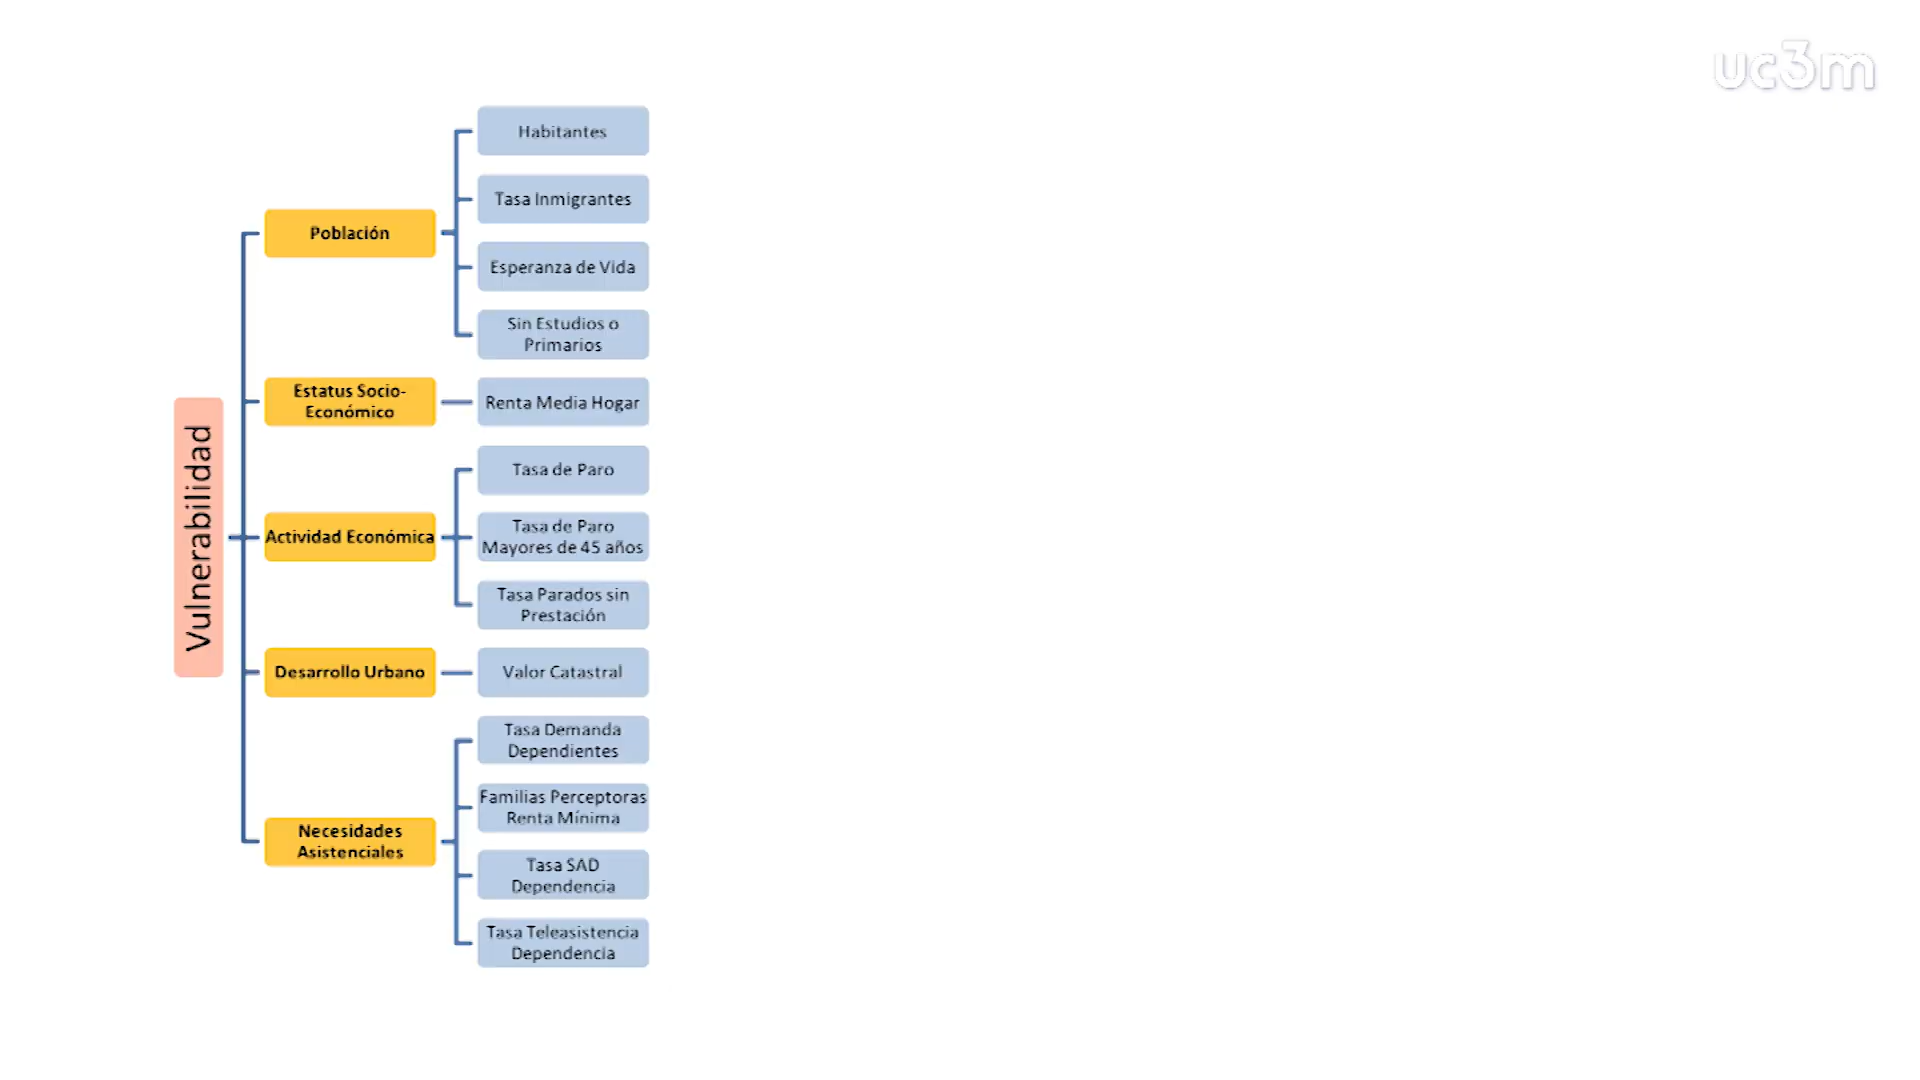 uc3m
Vulnerabilidad
Población
Habitantes
Tasa Inmigrantes
Esperanza de Vida
Sin Estudios o
Primarios
Estatus Socio-
Económico
Renta Media Hogar
Actividad Económica
Tasa de Paro
Tasa de Paro
Mayores de 45 años
Tasa Parados sin
Prestación
Desarrollo Urbano
Valor Catastral
Necesidades
Asistenciales
Tasa Demanda
Dependientes
Familias Perceptoras
Renta Mínima
Tasa SAD
Dependencia
Tasa Teleasistencia
Dependencia